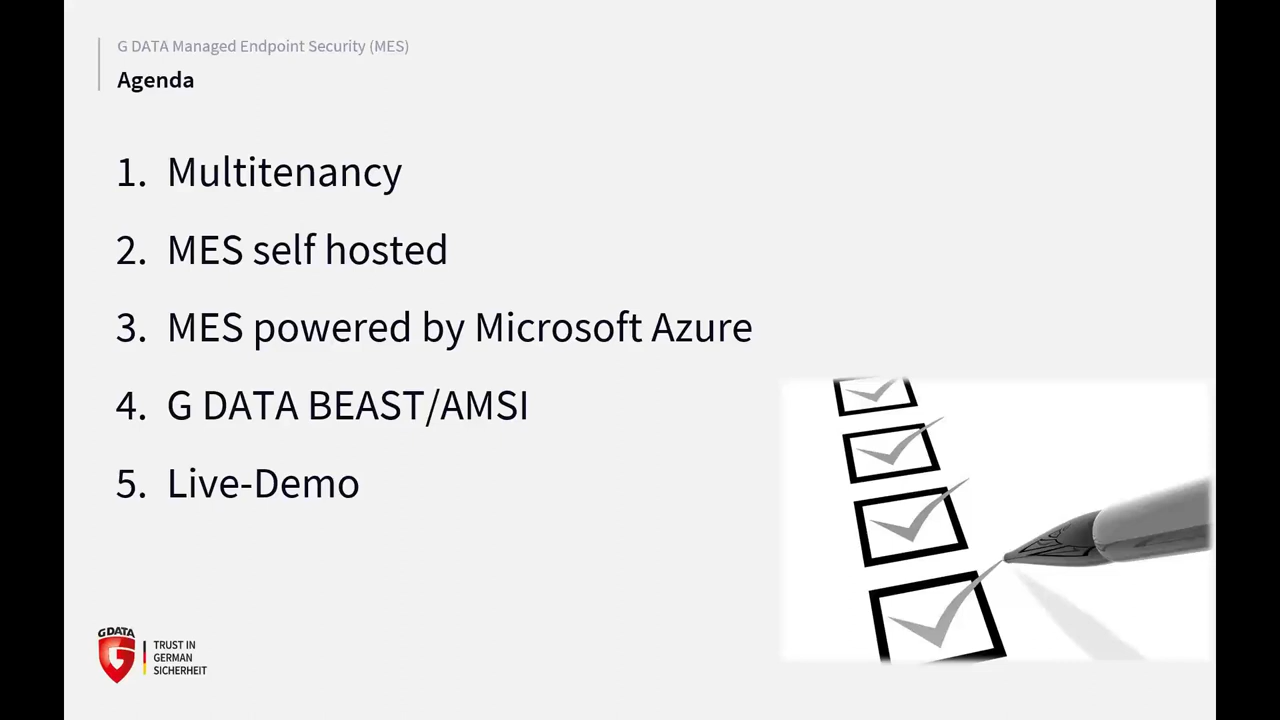 G DATA Managed Endpoint Security (MES)
Agenda
1. Multitenancy
2. MES self hosted
3. MES powered by Microsoft Azure
4. G DATA BEAST/AMSI
5. Live-Demo
G DATA
TRUST IN
GERMAN
SICHERHEIT